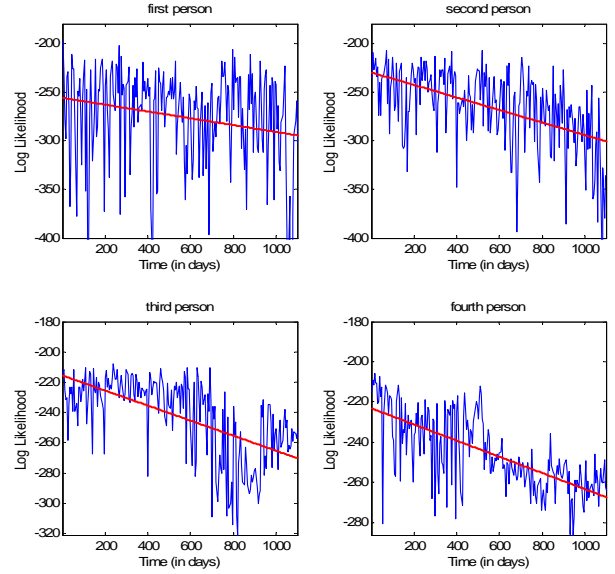 first person
-200
-250
-300
-350
-400
Log Likelihood
200 400 600 800 1000
Time (in days)
second person
-200
-250
-300
-350
-400
Log Likelihood
200 400 600 800 1000
Time (in days)
third person
-180
-200
-220
-240
-260
-280
-300
-320
Log Likelihood
0 200 400 600 800 1000
Time (in days)
fourth person
-180
-200
-220
-240
-260
-280
Log Likelihood
0 200 400 600 800 1000
Time (in days)